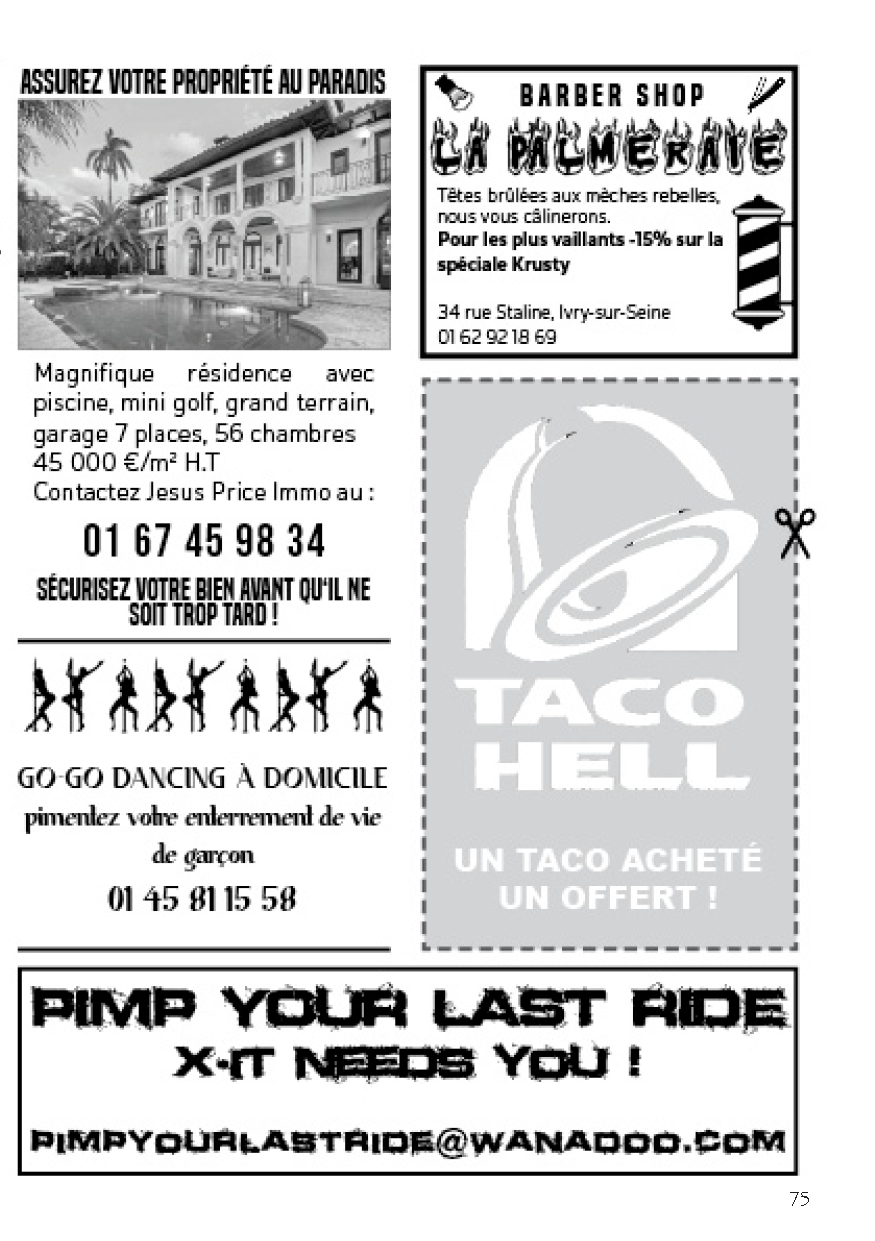 ASSUREZ VOTRE PROPRIÉTÉ AU PARADIS
Magnifique résidence avec
piscine, mini golf, grand terrain,
garage 7 places, 56 chambres
45 000 €/m² H.T
Contactez Jesus Price Immo au :
01 67 45 98 34
SÉCURISEZ VOTRE BIEN AVANT QU'IL NE
SOIT TROP TARD !
GO-GO DANCING À DOMICILE
pimentez votre enterrement de vie
de garçon
01 45 81 15 58
BARBER SHOP
LA PALMERAIE
Têtes brûlées aux mèches rebelles,
nous vous câlinerons.
Pour les plus vaillants -15% sur la
spéciale Krusty
34 rue Staline, Ivry-sur-Seine
01 62 92 18 69
TACO
HELL
UN TACO ACHETÉ
UN OFFERT !
PIMP YOUR LAST RIDE
X-IT NEEDS YOU !
PIMPYOURLASTRIDE@WANADOO.COM
75